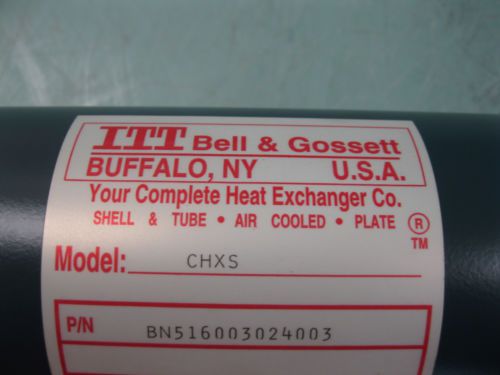 ITT Bell & Gossett
BUFFALO, NY U.S.A.
Your Complete Heat Exchanger Co.
SHELL & TUBE • AIR COOLED • PLATE ®
TM
Model: CHXS
P/N BN516003024003